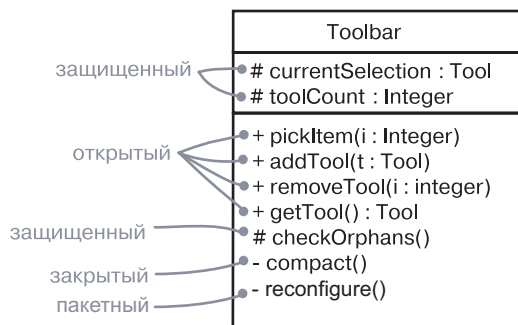 Toolbar
защищенный
# currentSelection : Tool
# toolCount : Integer
открытый
+ pickItem(i : Integer)
+ addTool(t : Tool)
+ removeTool(i : integer)
+ getTool() : Tool
защищенный
# checkOrphans()
закрытый
- compact()
пакетный
- reconfigure()